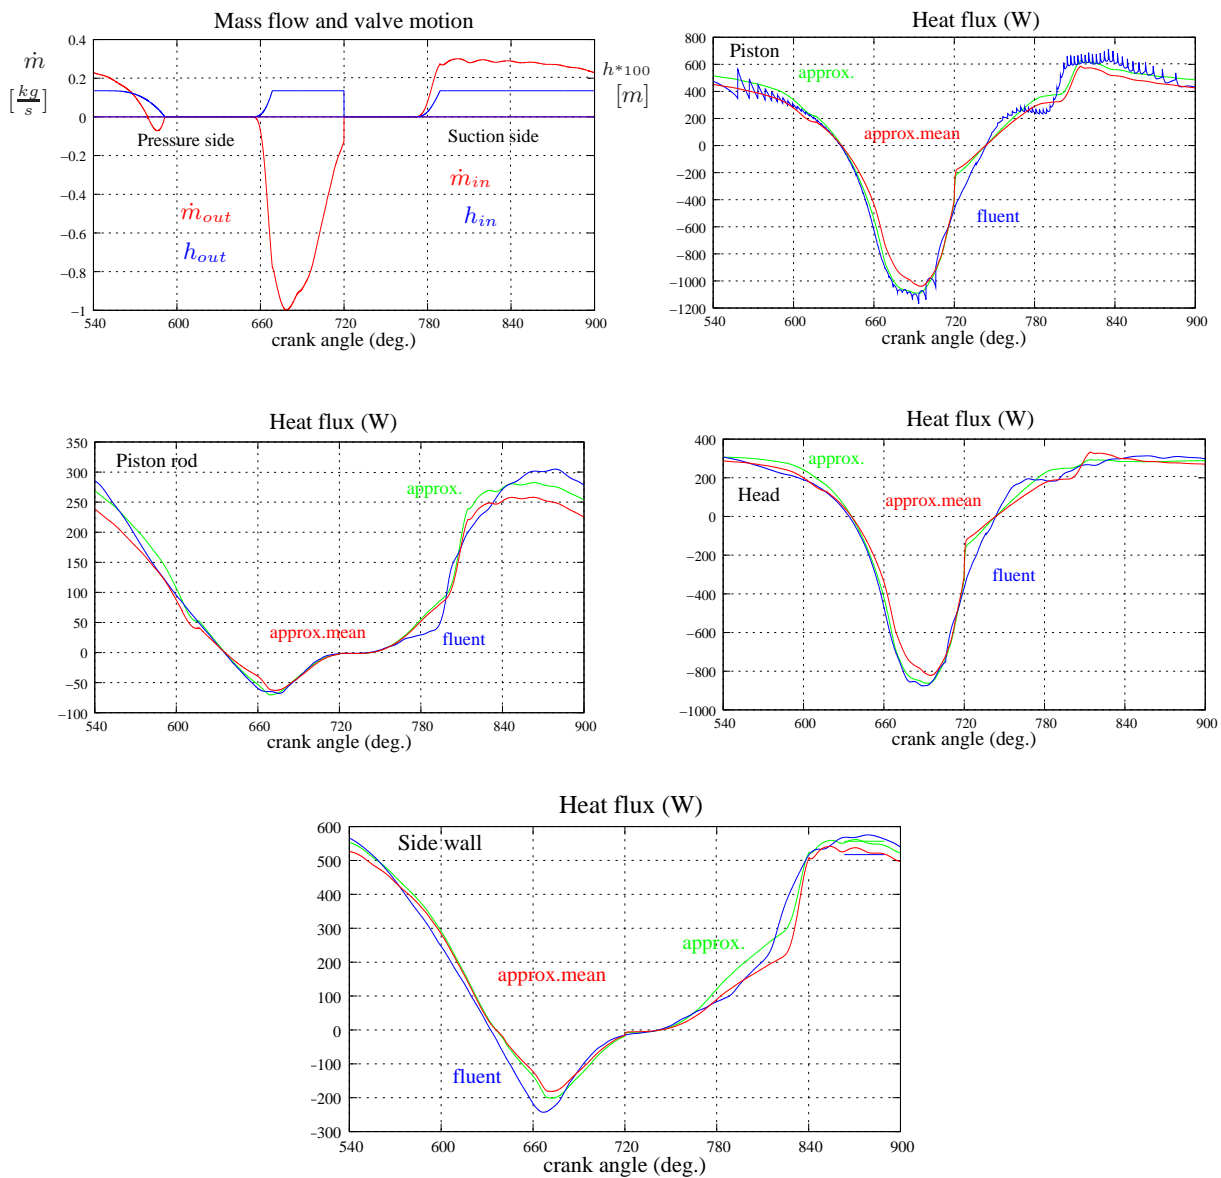 Mass flow and valve motion
ṁ
[kg/s]
0.4
0.2
0
−0.2
−0.4
−0.6
−0.8
−1
540 600 660 720 780 840 900
crank angle (deg.)
Pressure side
Suction side
ṁ_out
h_out
ṁ_in
h_in
h*100
[m]
Heat flux (W)
Piston
800
600
400
200
0
−200
−400
−600
−800
−1000
−1200
540 600 660 720 780 840 900
crank angle (deg.)
approx.
approx.mean
fluent
Heat flux (W)
Piston rod
350
300
250
200
150
100
50
0
−50
−100
540 600 660 720 780 840 900
crank angle (deg.)
approx.
approx.mean
fluent
Heat flux (W)
Head
400
200
0
−200
−400
−600
−800
−1000
540 600 660 720 780 840 900
crank angle (deg.)
approx.
approx.mean
fluent
Heat flux (W)
Side wall
600
500
400
300
200
100
0
−100
−200
−300
540 600 660 720 780 840 900
crank angle (deg.)
approx.
approx.mean
fluent